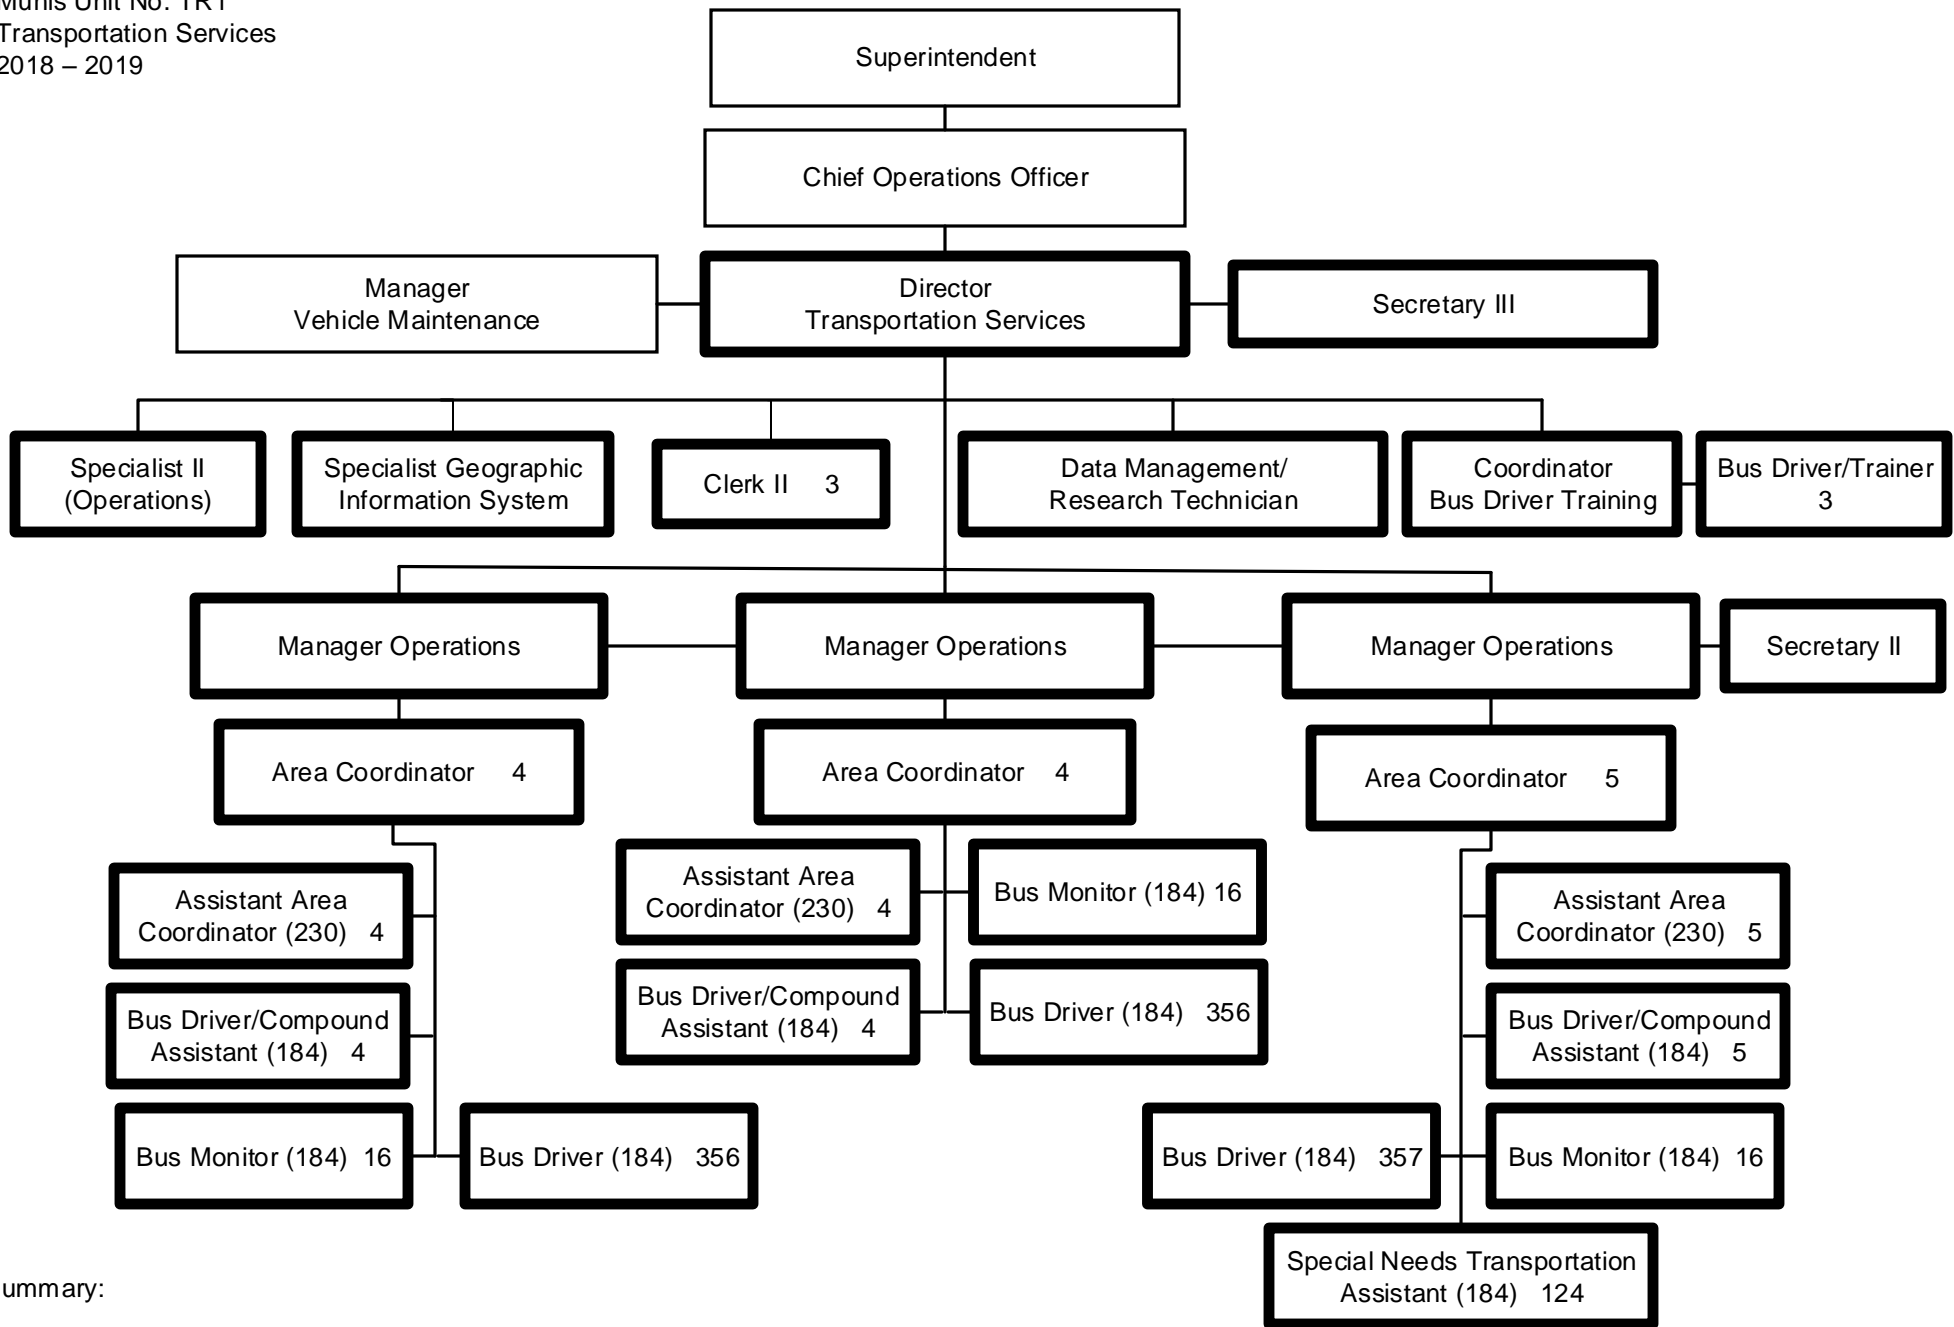 Munis Unit No. TR1
Transportation Services
2018 – 2019
Superintendent
Chief Operations Officer
Manager
Vehicle Maintenance
Director
Transportation Services
Secretary III
Specialist II
(Operations)
Specialist Geographic
Information System
Clerk II 3
Data Management/
Research Technician
Coordinator
Bus Driver Training
Bus Driver/Trainer
3
Manager Operations
Manager Operations
Manager Operations
Secretary II
Area Coordinator 4
Area Coordinator 4
Area Coordinator 5
Assistant Area
Coordinator (230) 4
Bus Driver/Compound
Assistant (184) 4
Bus Monitor (184) 16
Bus Driver (184) 356
Assistant Area
Coordinator (230) 4
Bus Monitor (184) 16
Bus Driver/Compound
Assistant (184) 4
Bus Driver (184) 356
Assistant Area
Coordinator (230) 5
Bus Driver/Compound
Assistant (184) 5
Bus Driver (184) 357
Bus Monitor (184) 16
Special Needs Transportation
Assistant (184) 124
ummary: